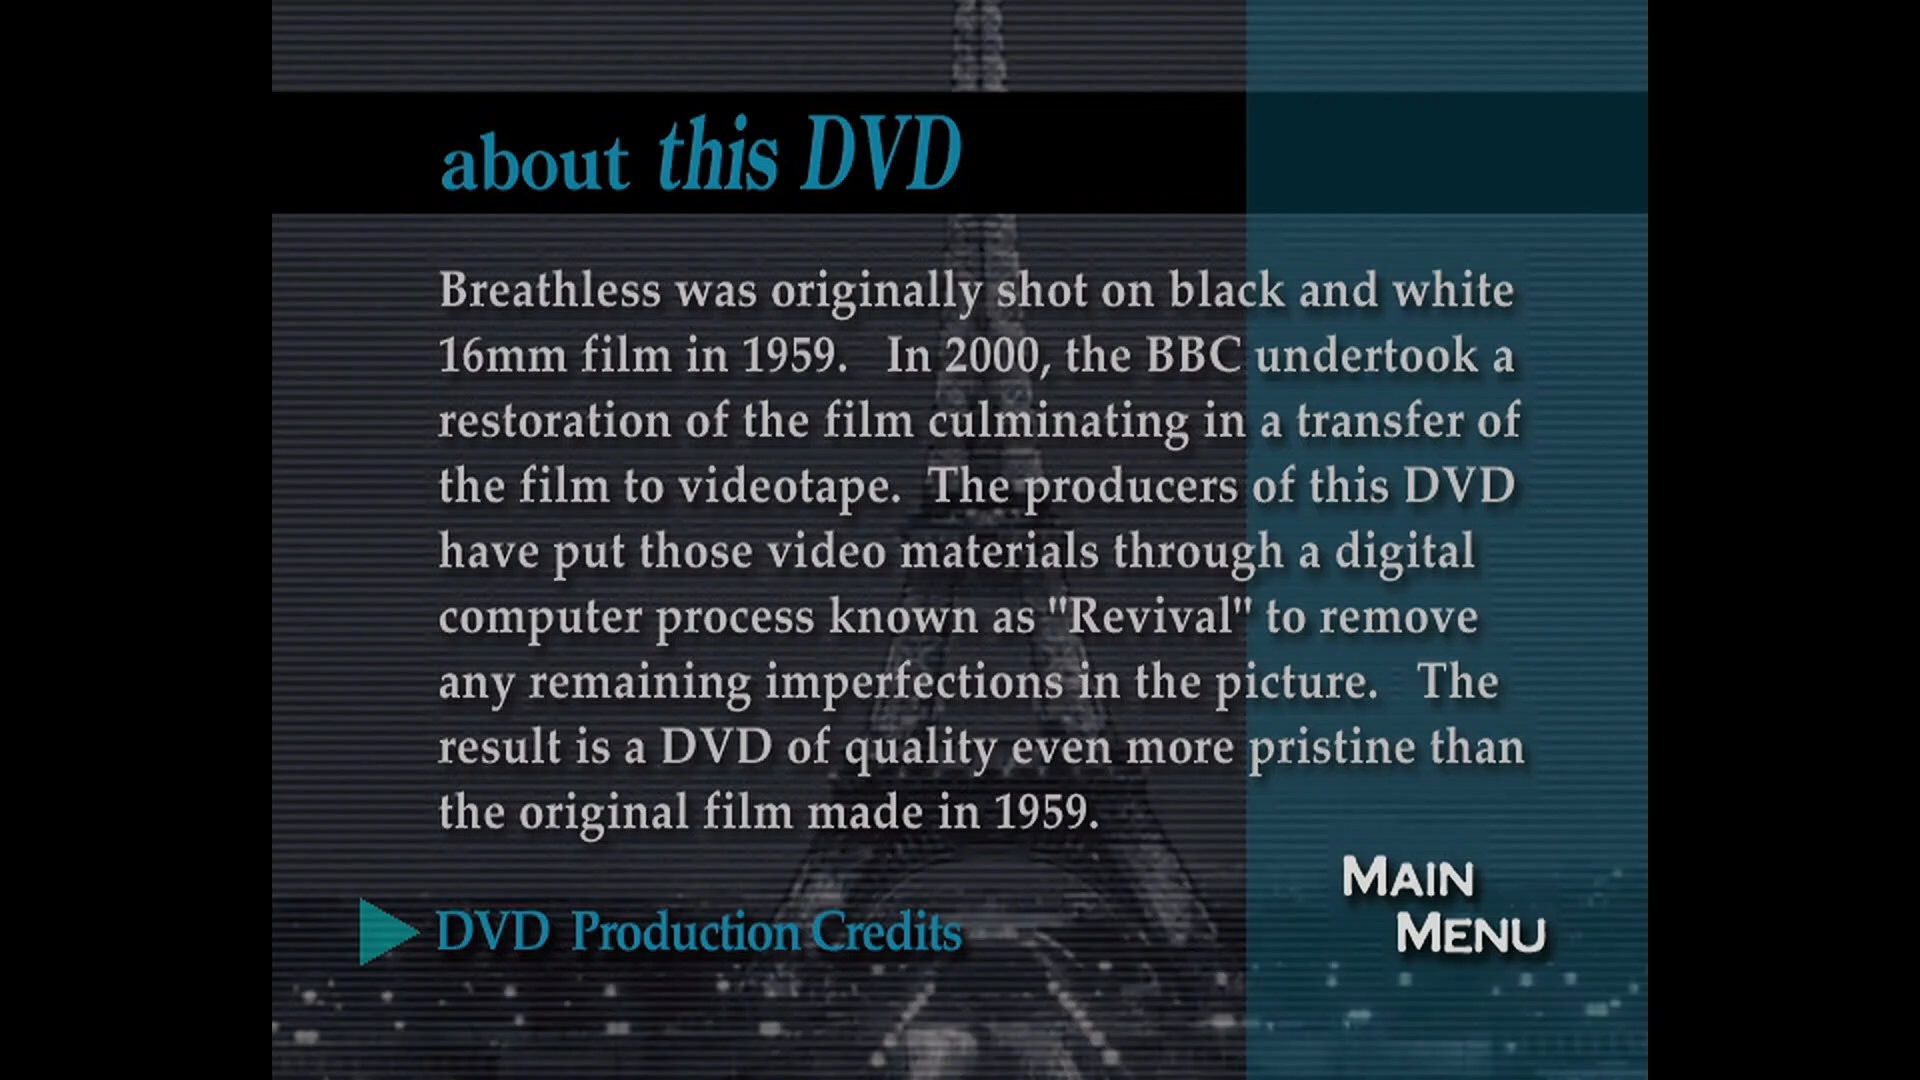 about this DVD
Breathless was originally shot on black and white
16mm film in 1959. In 2000, the BBC undertook a
restoration of the film culminating in a transfer of
the film to videotape. The producers of this DVD
have put those video materials through a digital
computer process known as "Revival" to remove
any remaining imperfections in the picture. The
result is a DVD of quality even more pristine than
the original film made in 1959.
DVD Production Credits
MAIN
MENU